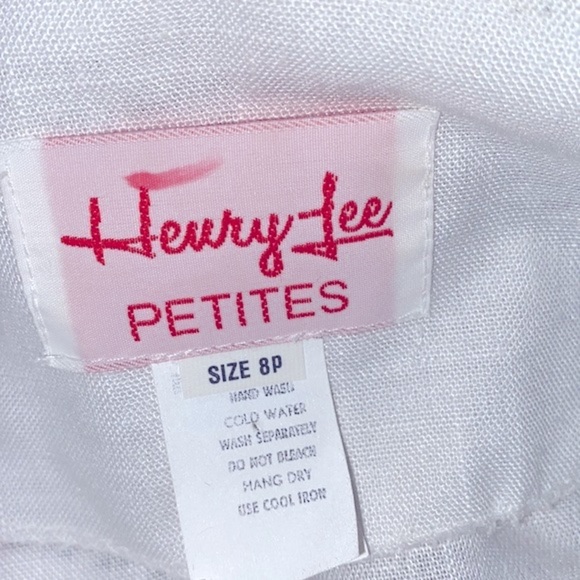 Henry-Lee
PETITES
SIZE 8P
HAND WASH
COLD WATER
WASH SEPARATELY
DO NOT BLEACH
HANG DRY
USE COOL IRON